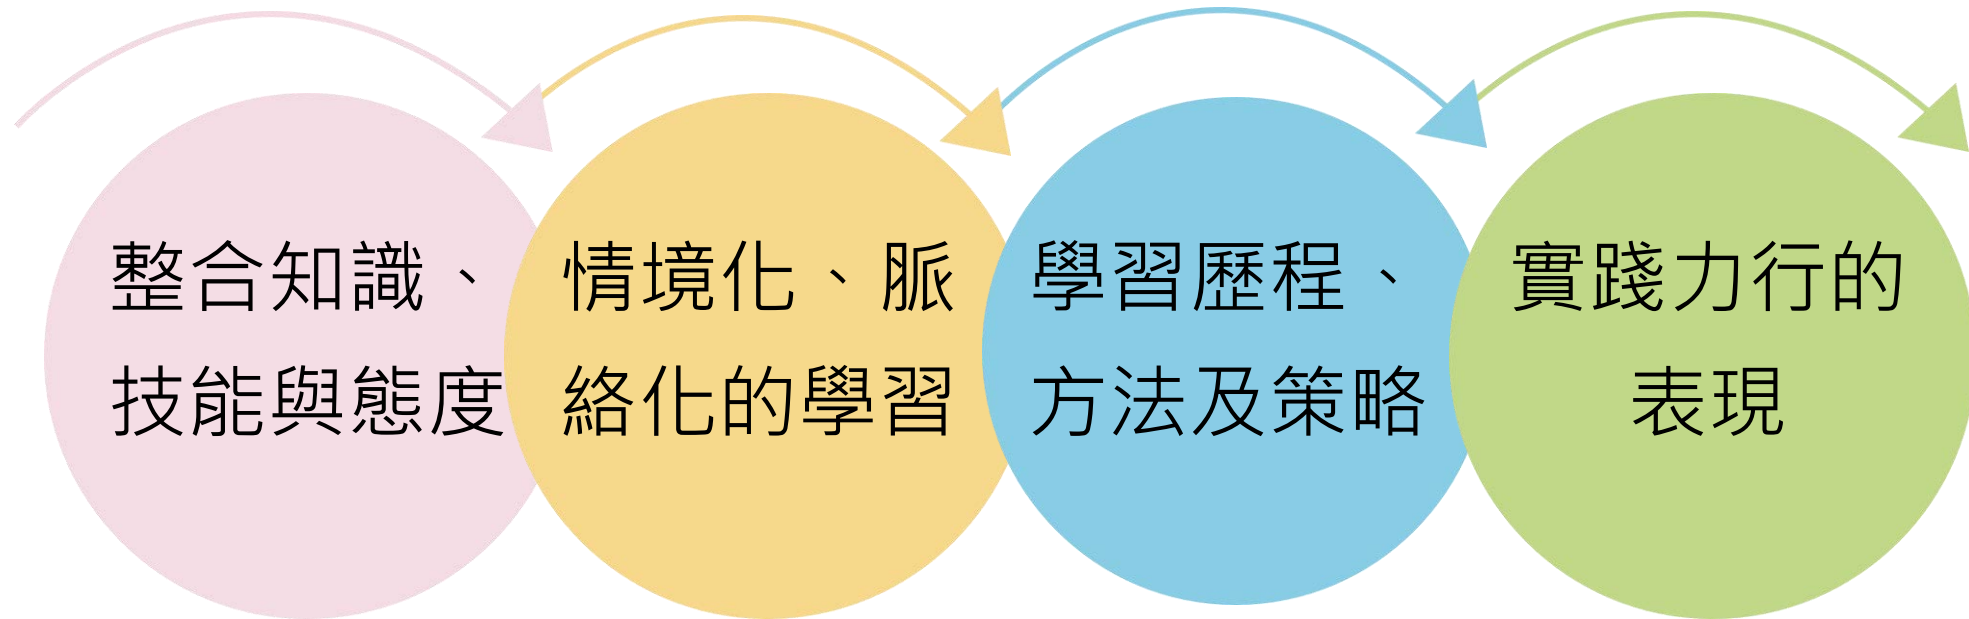 整合知識、
技能與態度
情境化、脈
絡化的學習
學習歷程、
方法及策略
實踐力行的
表現